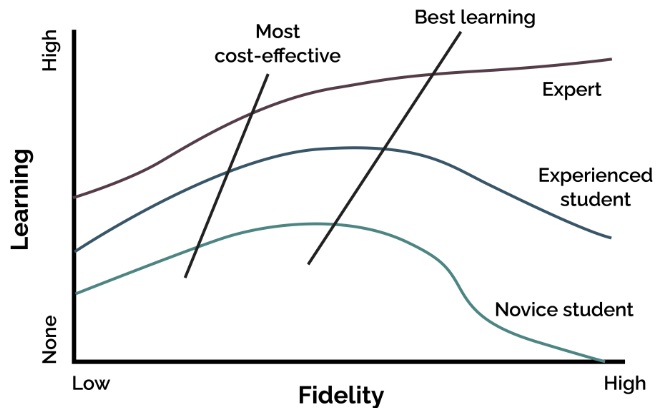 Best learning
Most
cost-effective
High
Expert
Experienced
student
Learning
Novice student
None
Low
High
Fidelity